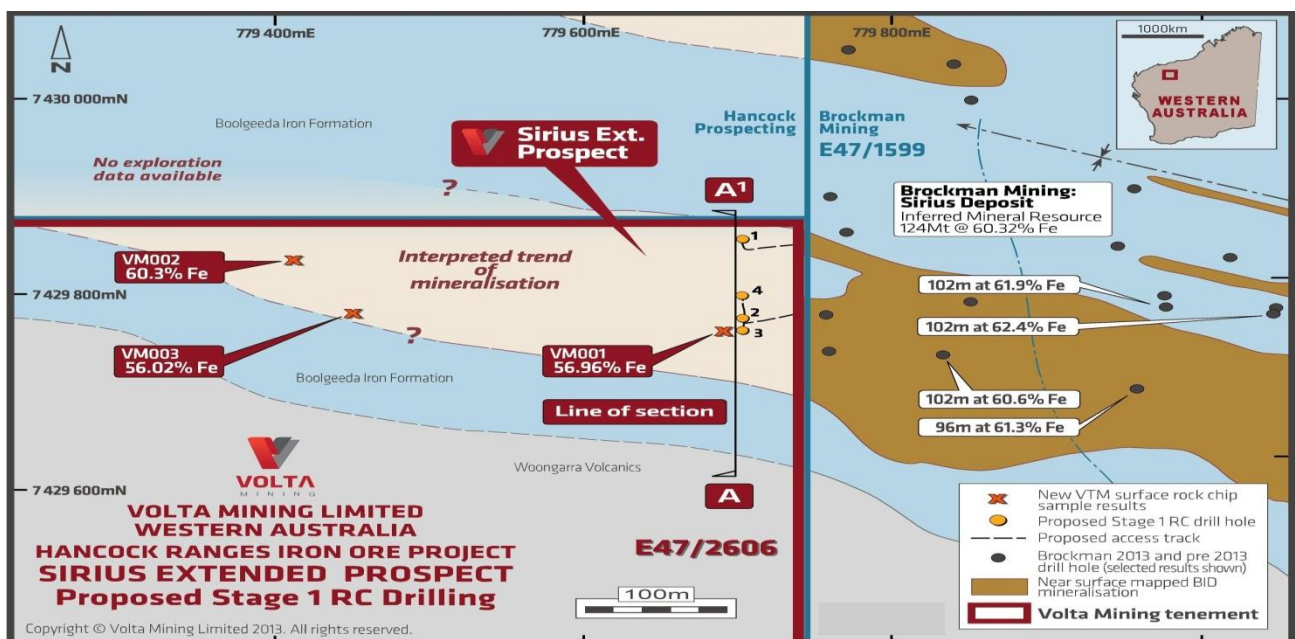 779 400mE
779 600mE
779 800mE
N
7 430 000mN
7 429 800mN
7 429 600mN
1000km
WESTERN
AUSTRALIA
Boolgeeda Iron Formation
No exploration
data available
?
Sirius Ext.
Prospect
Hancock
Prospecting
Brockman
Mining
E47/1599
A1
Brockman Mining:
Sirius Deposit
Inferred Mineral Resource
124Mt @ 60.32% Fe
VM002
60.3% Fe
Interpreted trend
of
mineralisation
1
4
2
3
102m at 61.9% Fe
102m at 62.4% Fe
VM003
56.02% Fe
?
VM001
56.96% Fe
Boolgeeda Iron Formation
102m at 60.6% Fe
96m at 61.3% Fe
Line of section
Woongarra Volcanics
A
VOLTA
MINING
VOLTA MINING LIMITED
WESTERN AUSTRALIA
HANCOCK RANGES IRON ORE PROJECT
SIRIUS EXTENDED PROSPECT
Proposed Stage 1 RC Drilling
E47/2606
100m
Copyright © Volta Mining Limited 2013. All rights reserved.
New VTM surface rock chip
sample results
Proposed Stage 1 RC drill hole
Proposed access track
Brockman 2013 and pre 2013
drill hole (selected results shown)
Near surface mapped BID
mineralisation
Volta Mining tenement